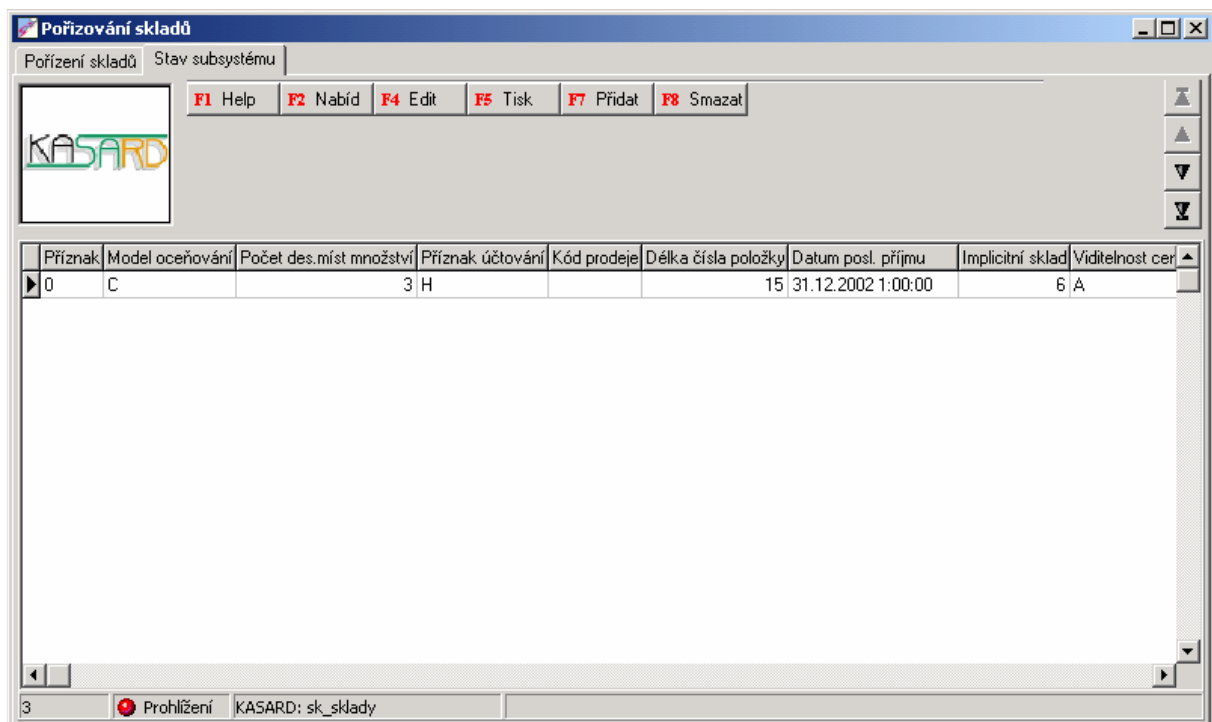 Pořizování skladů
Pořízení skladů Stav subsystému
F1 Help F2 Nabíd F4 Edit F5 Tisk F7 Přidat F8 Smazat
KASARD
Příznak Model oceňování Počet des.míst množství Příznak účtování Kód prodeje Délka čísla položky Datum posl. příjmu Implicitní sklad Viditelnost cen
0 C 3 H 15 31.12.2002 1:00:00 6 A
3 Prohlížení KASARD: sk_sklady